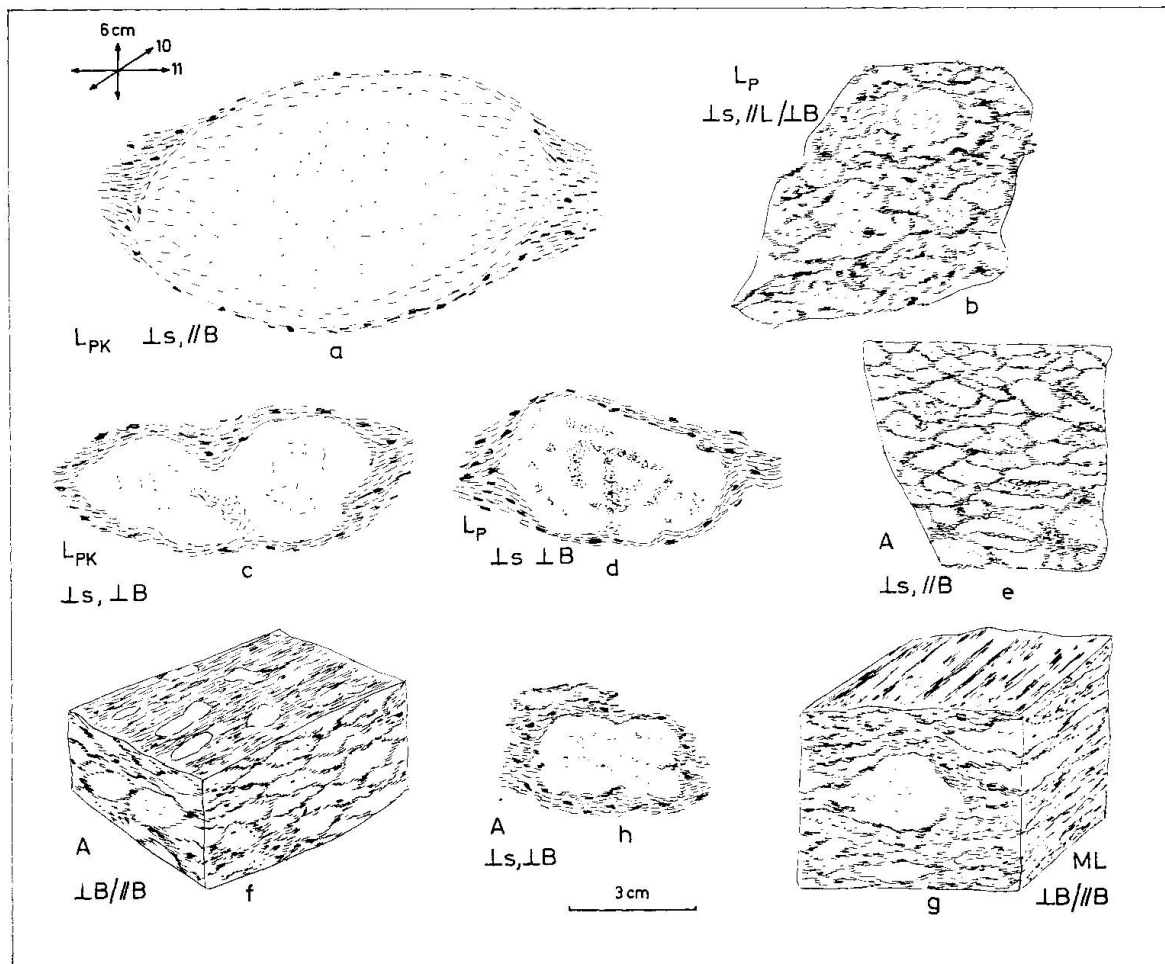 6 cm
10
11
L_P
⊥s, //L/⊥B
b
L_PK ⊥s, //B
a
L_PK
⊥s, ⊥B
c
L_P
⊥s ⊥B
d
A
⊥s, //B
e
A
⊥B/∥B
f
A
⊥s, ⊥B
h
3 cm
ML
⊥B/∥B
g